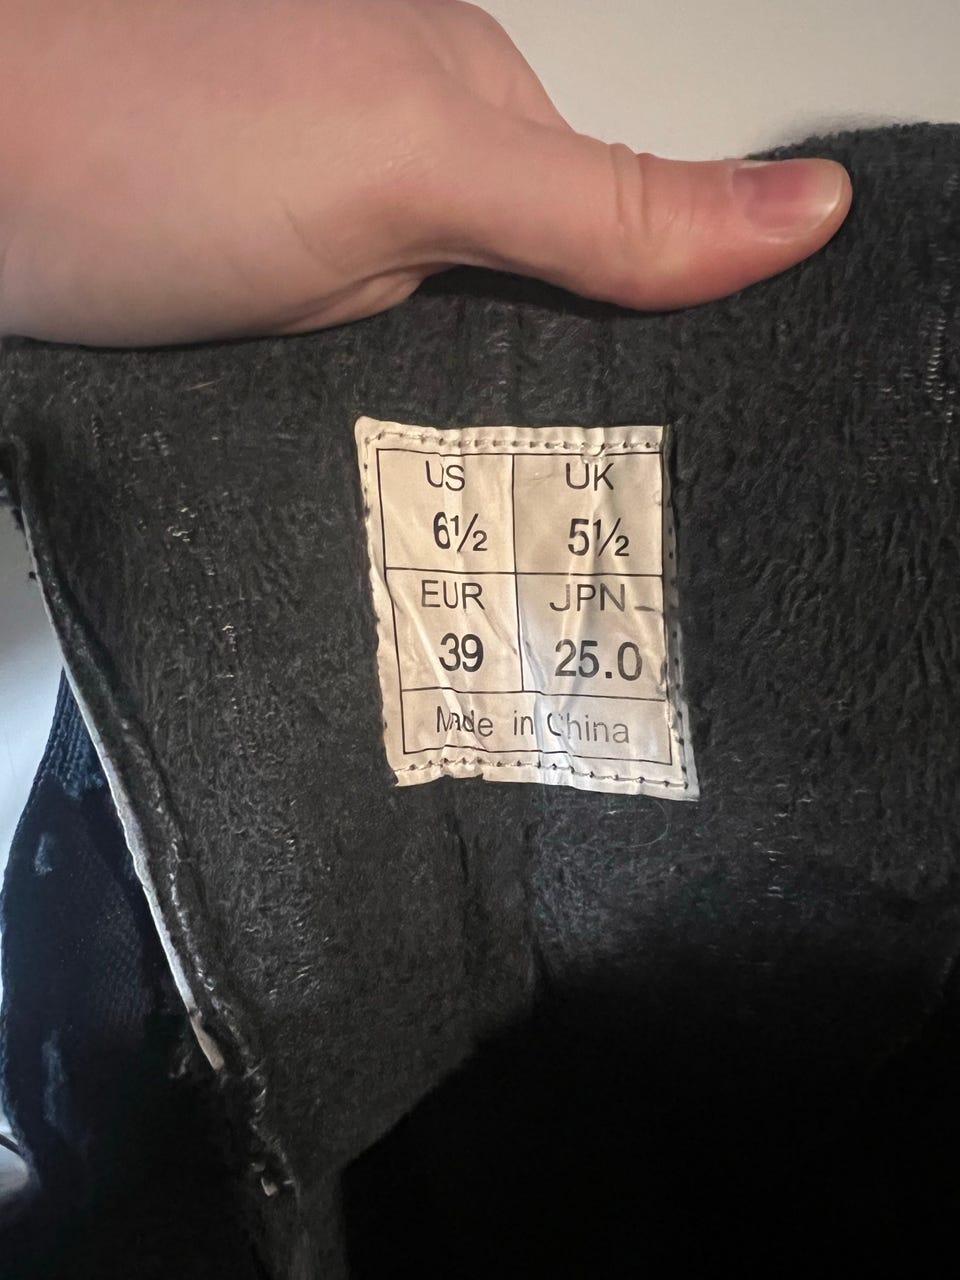 US UK
6½ 5½
EUR JPN
39 25.0
Made in China